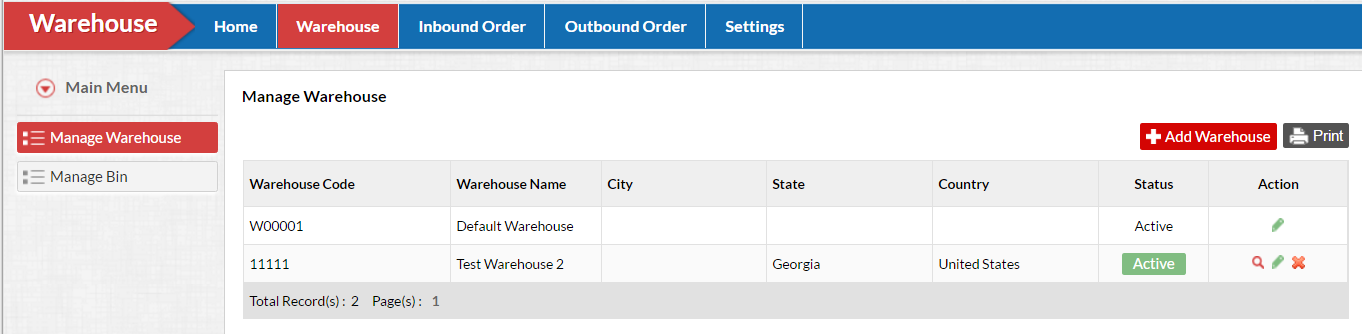 Warehouse Home Warehouse Inbound Order Outbound Order Settings
Main Menu
Manage Warehouse
Manage Bin
Manage Warehouse
Add Warehouse Print
Warehouse Code Warehouse Name City State Country Status Action
W00001 Default Warehouse Active
11111 Test Warehouse 2 Georgia United States Active
Total Record(s) : 2 Page(s) : 1